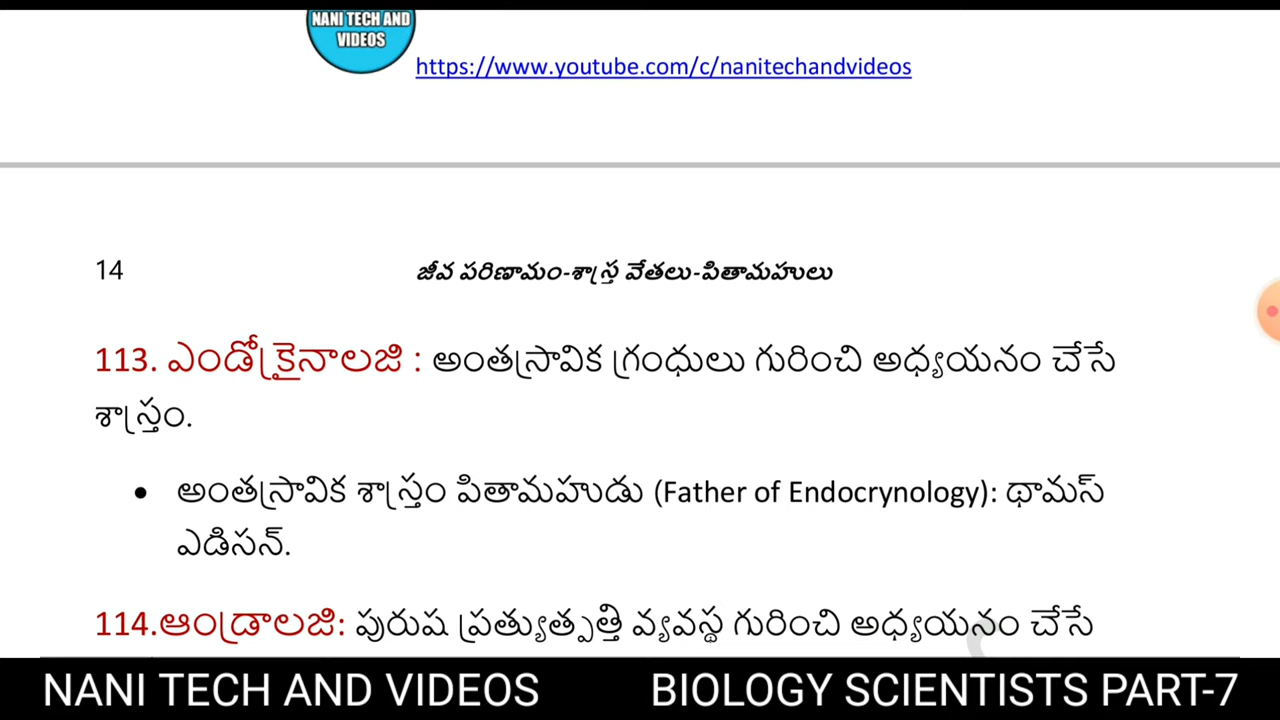 NANI TECH AND
VIDEOS
https://www.youtube.com/c/nanitechandvideos
14 జీవ పరిణామం-శాస్త్ర వేతలు-పితామహులు
113. ఎండోక్రైనాలజి : అంతస్రావిక గ్రంధులు గురించి అధ్యయనం చేసే
శాస్త్రం.
• అంతస్రావిక శాస్త్రం పితామహుడు (Father of Endocrynology): థామస్
ఎడిసన్.
114.ఆండ్రాలజి: పురుష ప్రత్యుత్పత్తి వ్యవస్థ గురించి అధ్యయనం చేసే
NANI TECH AND VIDEOS BIOLOGY SCIENTISTS PART-7